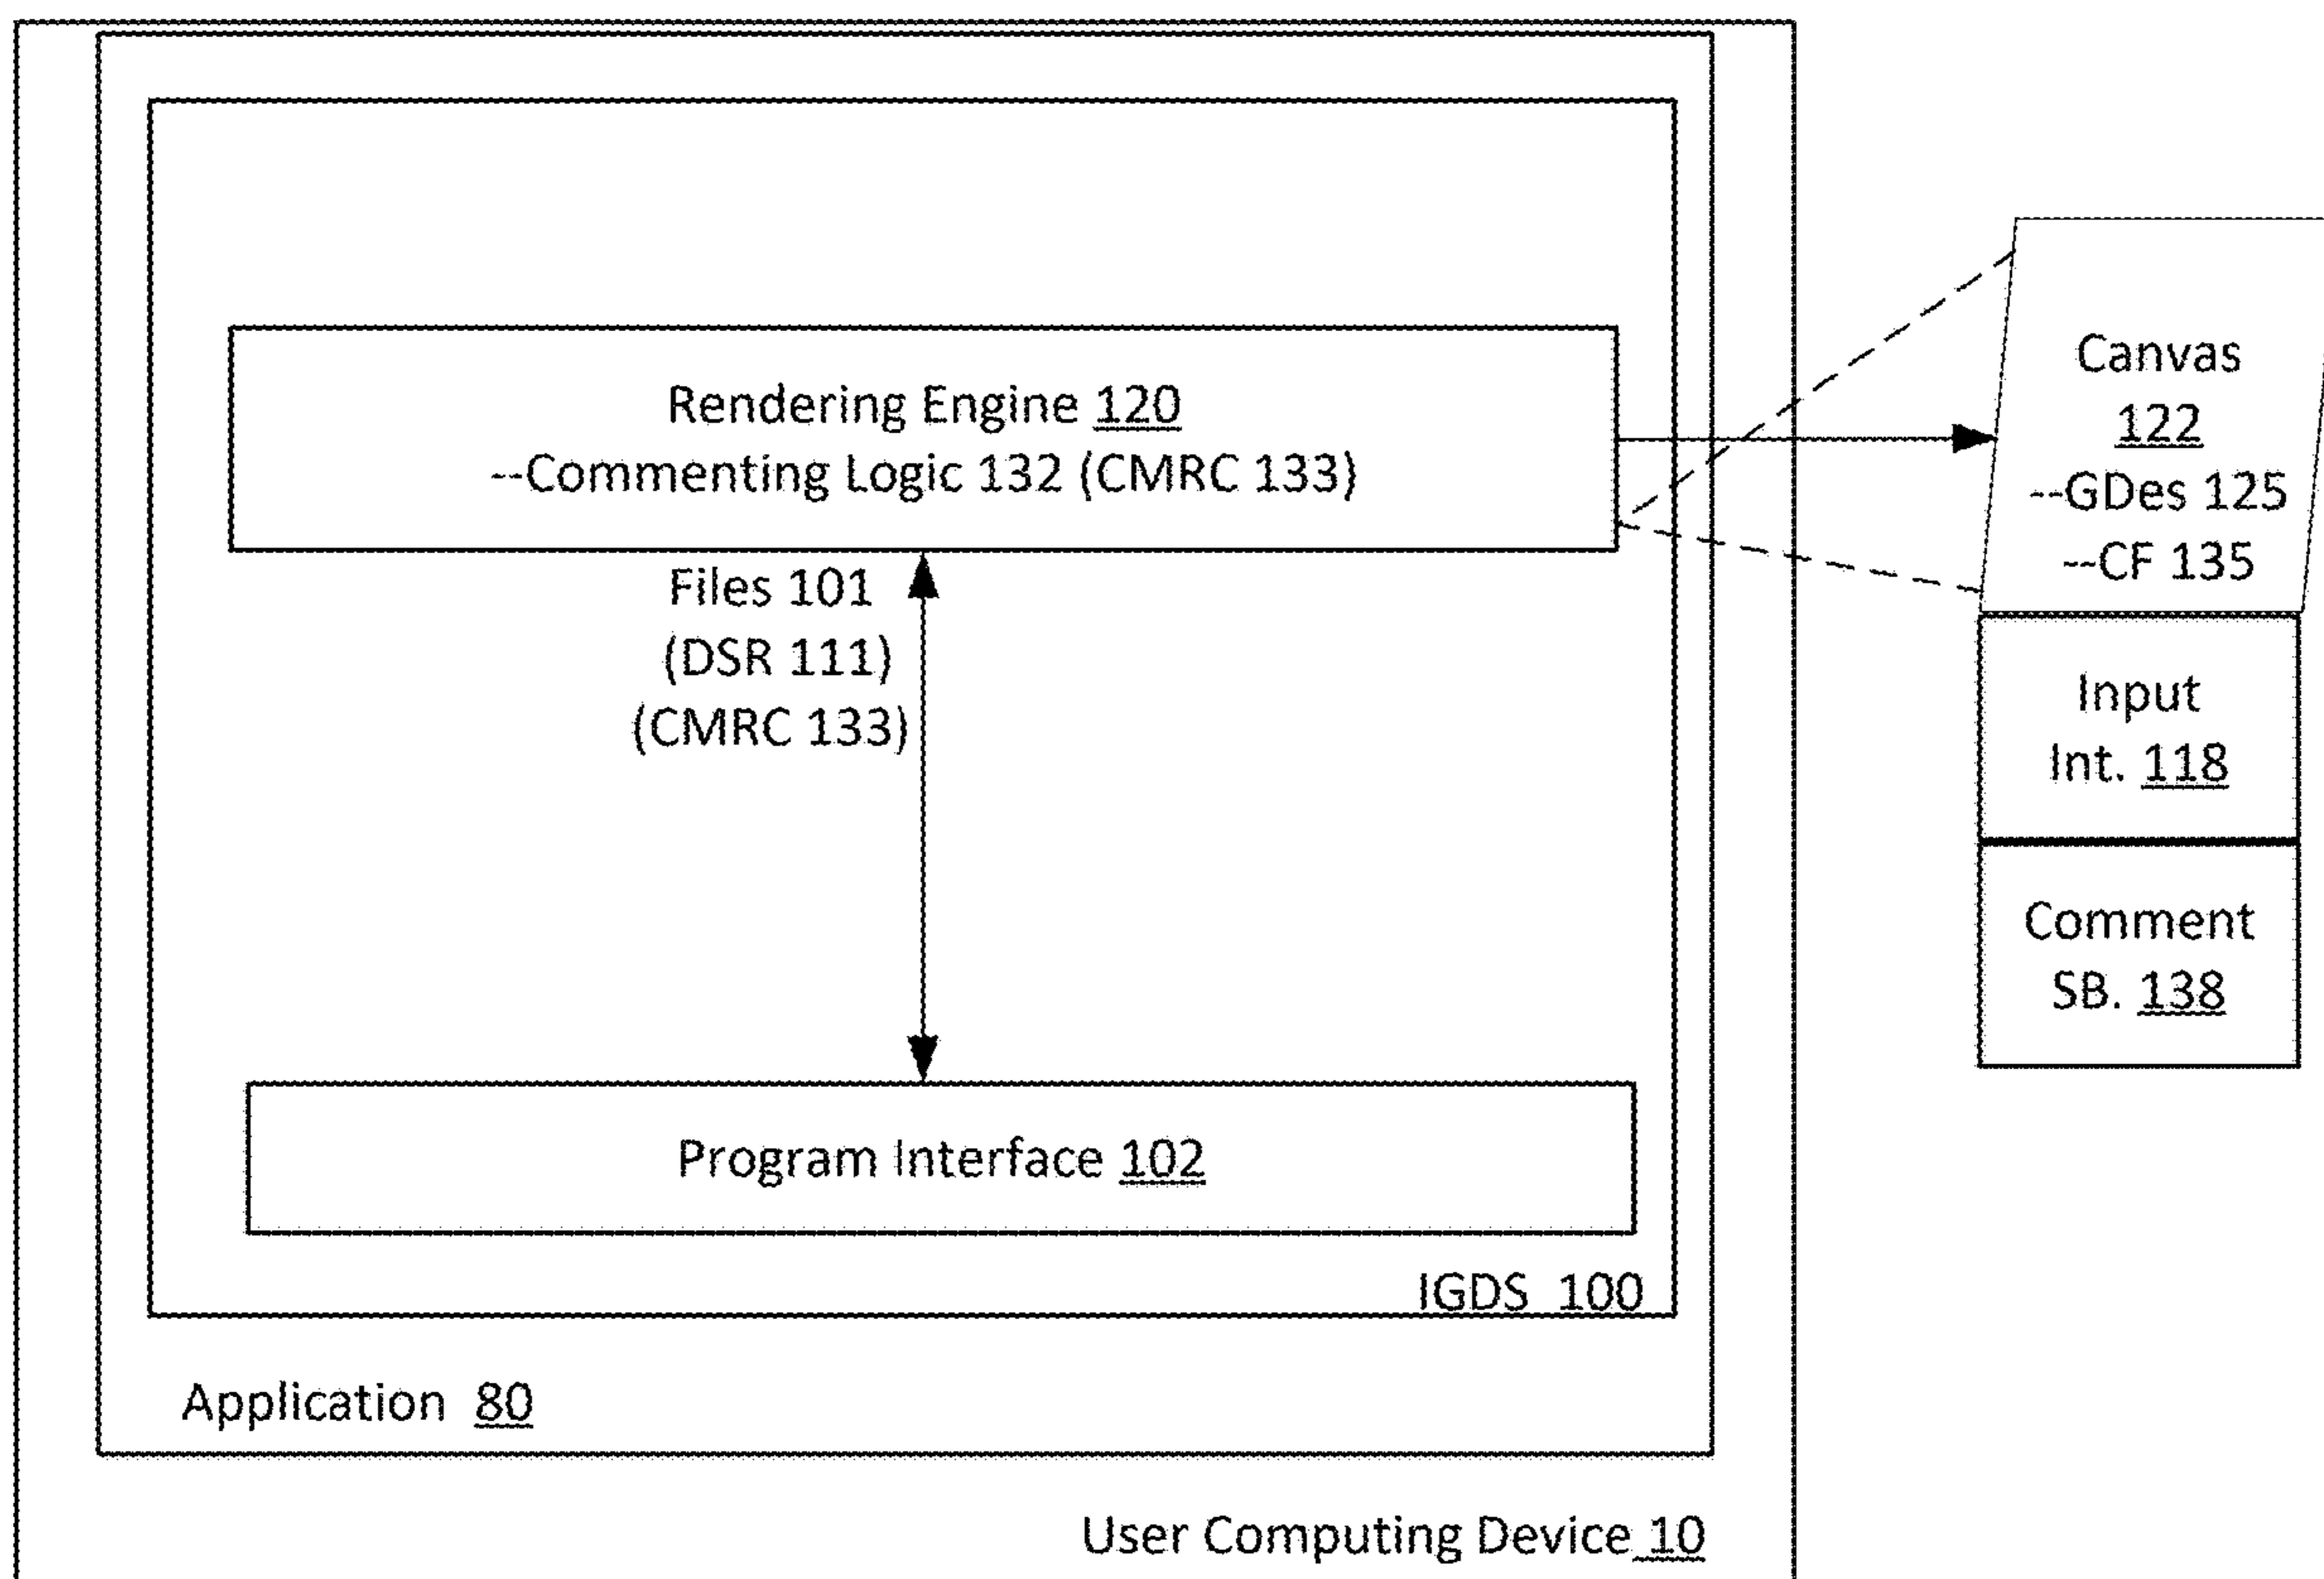 Rendering Engine 120
--Commenting Logic 132 (CMRC 133)
Files 101
(DSR 111)
(CMRC 133)
Program Interface 102
IGDS 100
Application 80
User Computing Device 10
Canvas
122
--GDes 125
--CF 135
Input
Int. 118
Comment
SB. 138